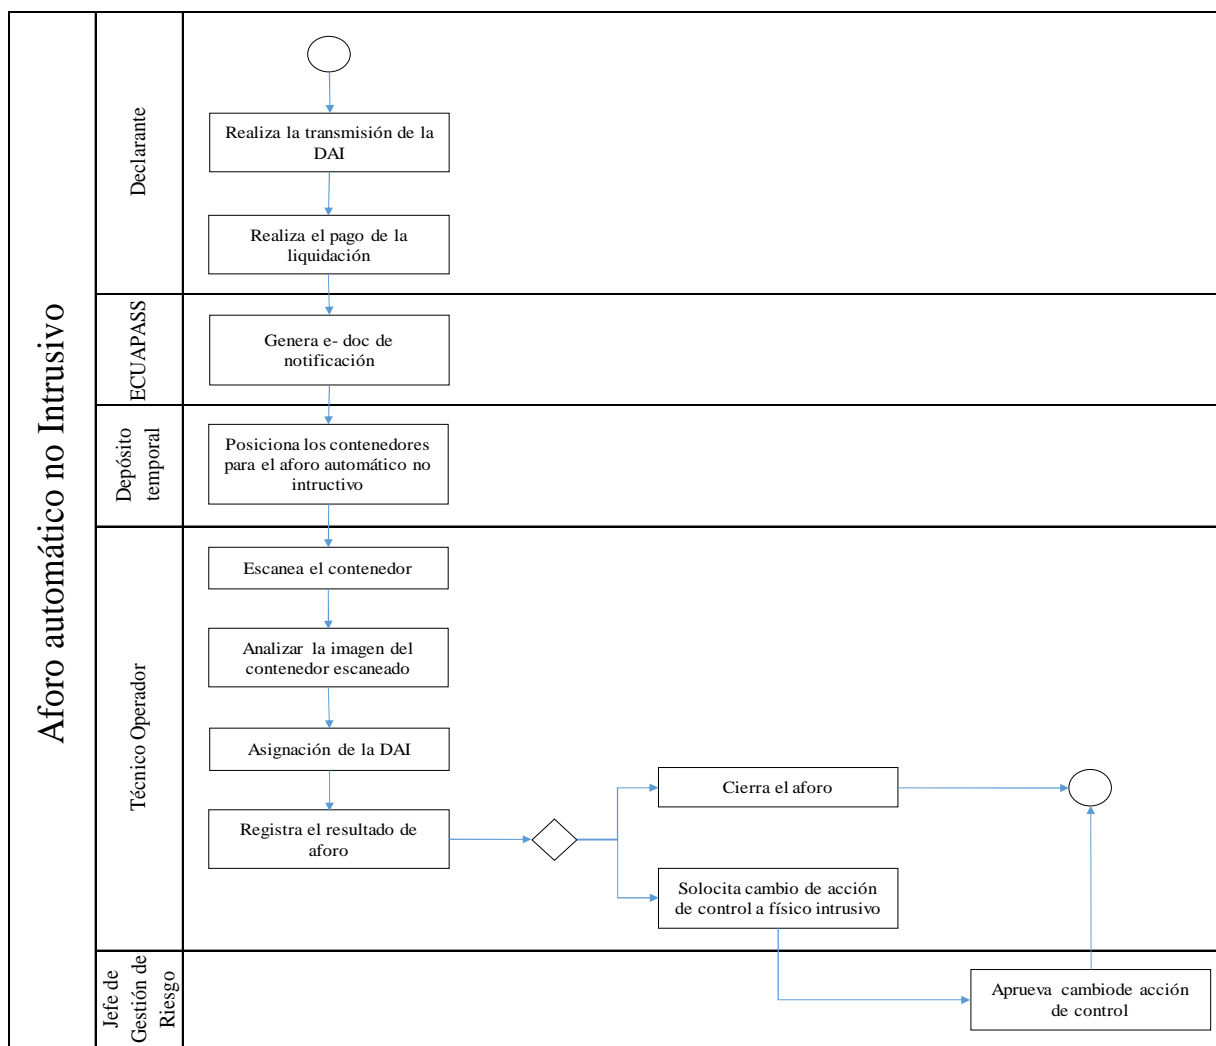 Aforo automático no Intrusivo
Declarante
Realiza la transmisión de la
DAI
Realiza el pago de la
liquidación
ECUAPASS
Genera e- doc de
notificación
Depósito
temporal
Posiciona los contenedores
para el aforo automático no
intructivo
Técnico Operador
Escanea el contenedor
Analizar la imagen del
contenedor escaneado
Asignación de la DAI
Registra el resultado de
aforo
Cierra el aforo
Solocita cambio de acción
de control a físico intrusivo
Jefe de
Gestión de
Riesgo
Aprueva cambiode acción
de control